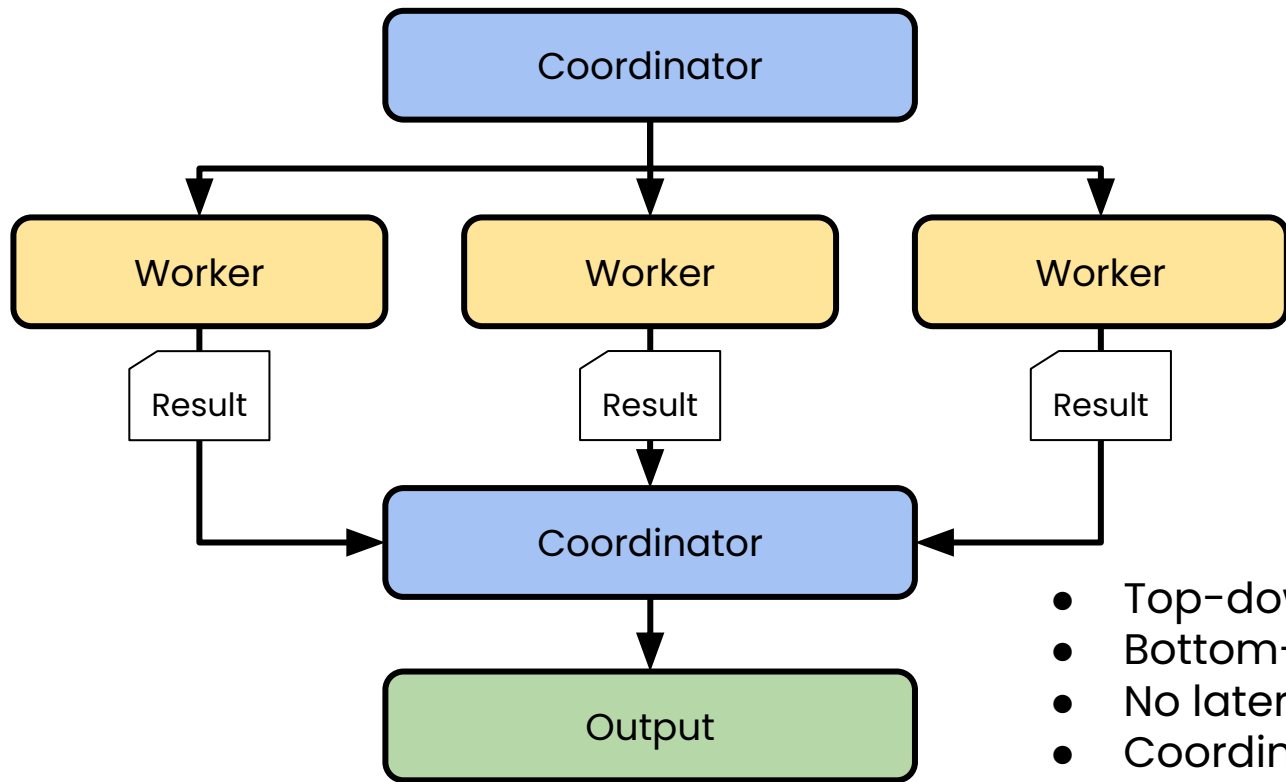 Coordinator
Worker
Worker
Worker
Result
Result
Result
Coordinator
Output
● Top-dow
● Bottom-
● No later
● Coordin